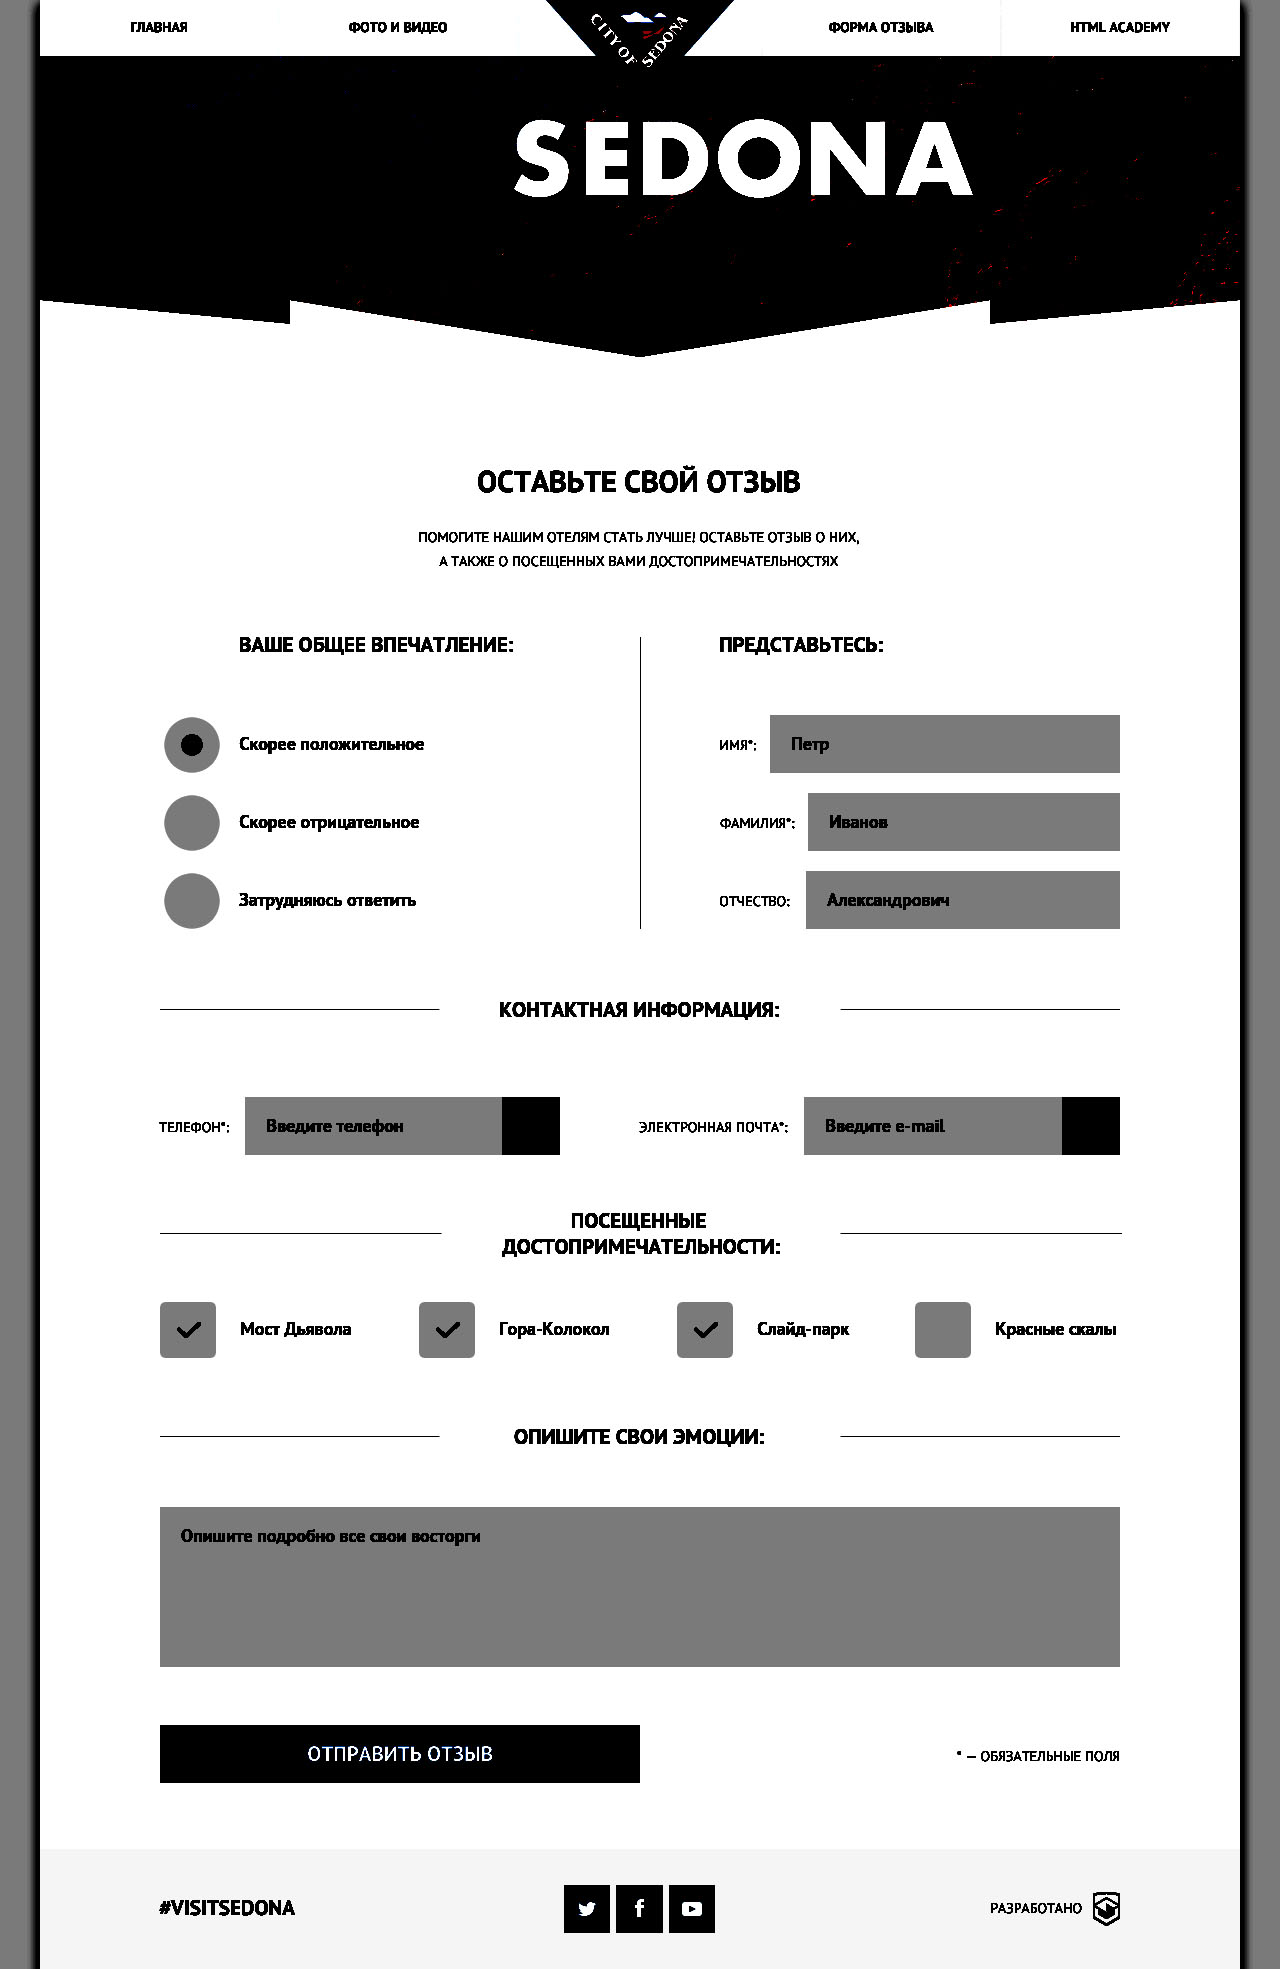 ГЛАВНАЯ
ФОТО И ВИДЕО
CITY OF SEDONA
ФОРМА ОТЗЫВА
HTML ACADEMY
SEDONA
ОСТАВЬТЕ СВОЙ ОТЗЫВ
ПОМОГИТЕ НАШИМ ОТЕЛЯМ СТАТЬ ЛУЧШЕ! ОСТАВЬТЕ ОТЗЫВ О НИХ,
А ТАКЖЕ О ПОСЕЩЕННЫХ ВАМИ ДОСТОПРИМЕЧАТЕЛЬНОСТЯХ
ВАШЕ ОБЩЕЕ ВПЕЧАТЛЕНИЕ:
Скорее положительное
Скорее отрицательное
Затрудняюсь ответить
ПРЕДСТАВЬТЕСЬ:
ИМЯ*: Петр
ФАМИЛИЯ*: Иванов
ОТЧЕСТВО: Александрович
КОНТАКТНАЯ ИНФОРМАЦИЯ:
ТЕЛЕФОН*: Введите телефон
ЭЛЕКТРОННАЯ ПОЧТА*: Введите e-mail
ПОСЕЩЕННЫЕ
ДОСТОПРИМЕЧАТЕЛЬНОСТИ:
Мост Дьявола
Гора-Колокол
Слайд-парк
Красные скалы
ОПИШИТЕ СВОИ ЭМОЦИИ:
Опишите подробно все свои восторги
ОТПРАВИТЬ ОТЗЫВ
* — ОБЯЗАТЕЛЬНЫЕ ПОЛЯ
#VISITSEDONA
РАЗРАБОТАНО